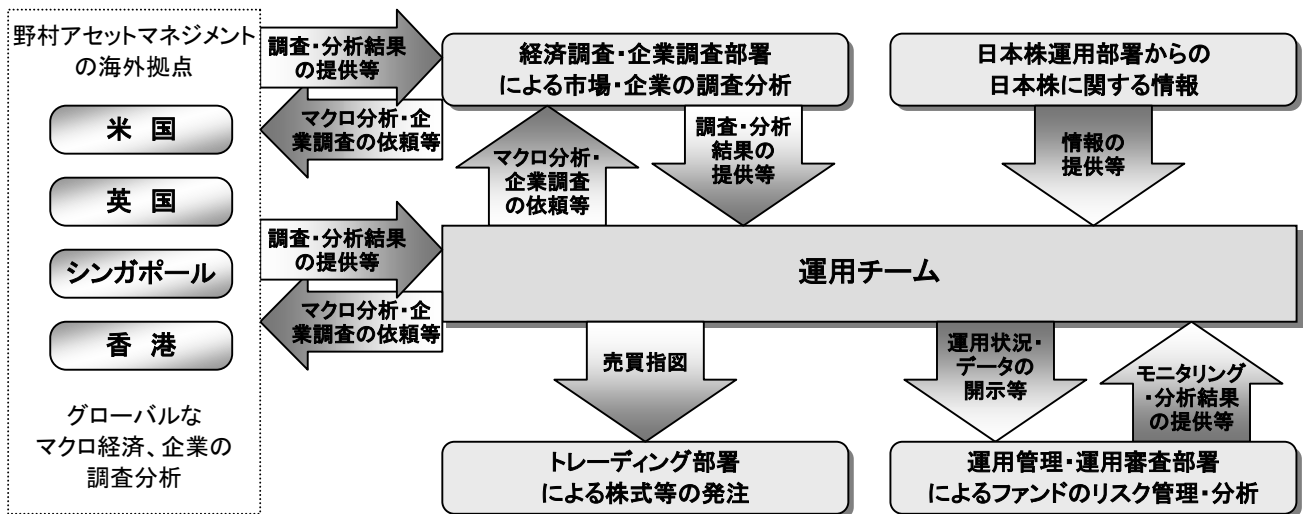 野村アセットマネジメント
の海外拠点
米 国
英 国
シンガポール
香 港
グローバルな
マクロ経済、企業の
調査分析
調査・分析結果
の提供等
マクロ分析・企
業調査の依頼等
調査・分析結果
の提供等
マクロ分析・企
業調査の依頼等
経済調査・企業調査部署
による市場・企業の調査分析
日本株運用部署からの
日本株に関する情報
マクロ分析・
企業調査
の依頼等
調査・分析
結果の
提供等
情報の
提供等
運用チーム
売買指図
運用状況・
データの
開示等
モニタリング
・分析結果
の提供等
トレーディング部署
による株式等の発注
運用管理・運用審査部署
によるファンドのリスク管理・分析